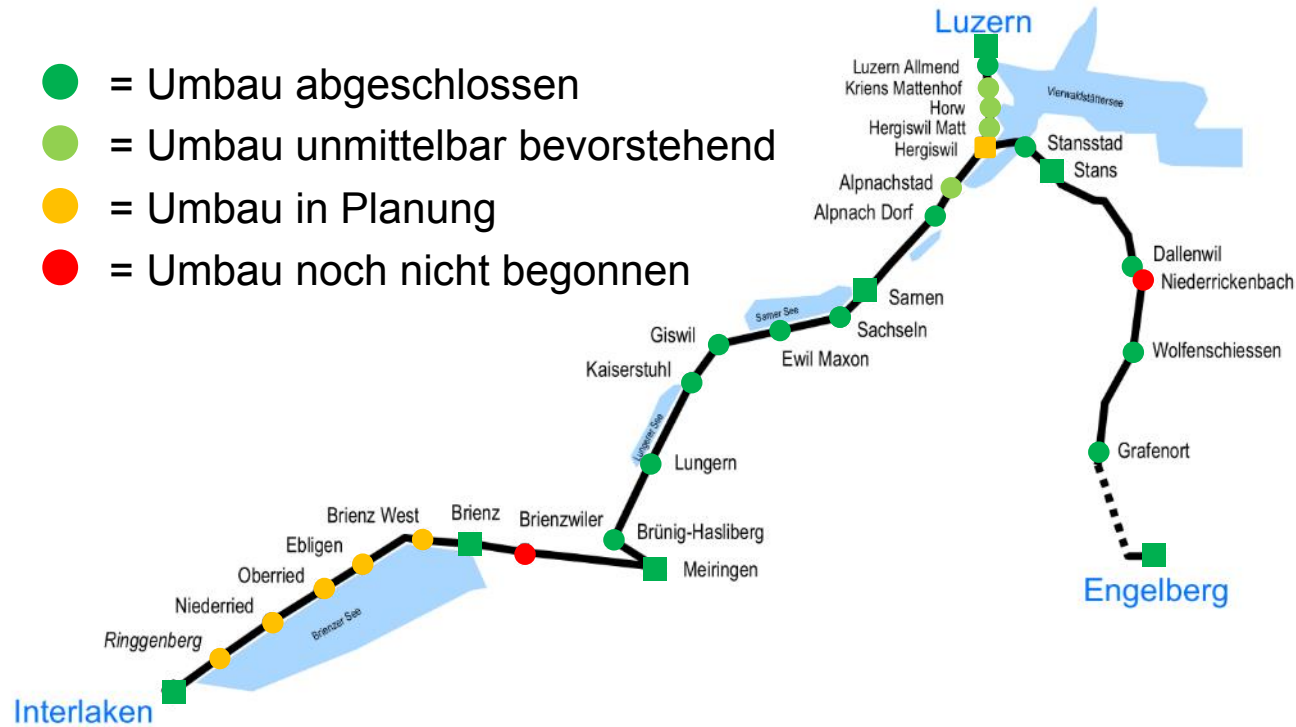 Luzern
= Umbau abgeschlossen
= Umbau unmittelbar bevorstehend
= Umbau in Planung
= Umbau noch nicht begonnen
Luzern Allmend
Kriens Mattenhof
Horw
Hergiswil Matt
Hergiswil
Vierwaldstättersee
Stansstad
Stans
Alpnachstad
Alpnach Dorf
Dallenwil
Niederrickenbach
Sarnen
Sarner See
Sachseln
Giswil
Ewil Maxon
Wolfenschiessen
Kaiserstuhl
Lungerer See
Lungern
Grafenort
Brienz West
Brienz
Brienzwiler
Brünig-Hasliberg
Ebligen
Meiringen
Oberried
Engelberg
Niederried
Brienzer See
Ringgenberg
Interlaken